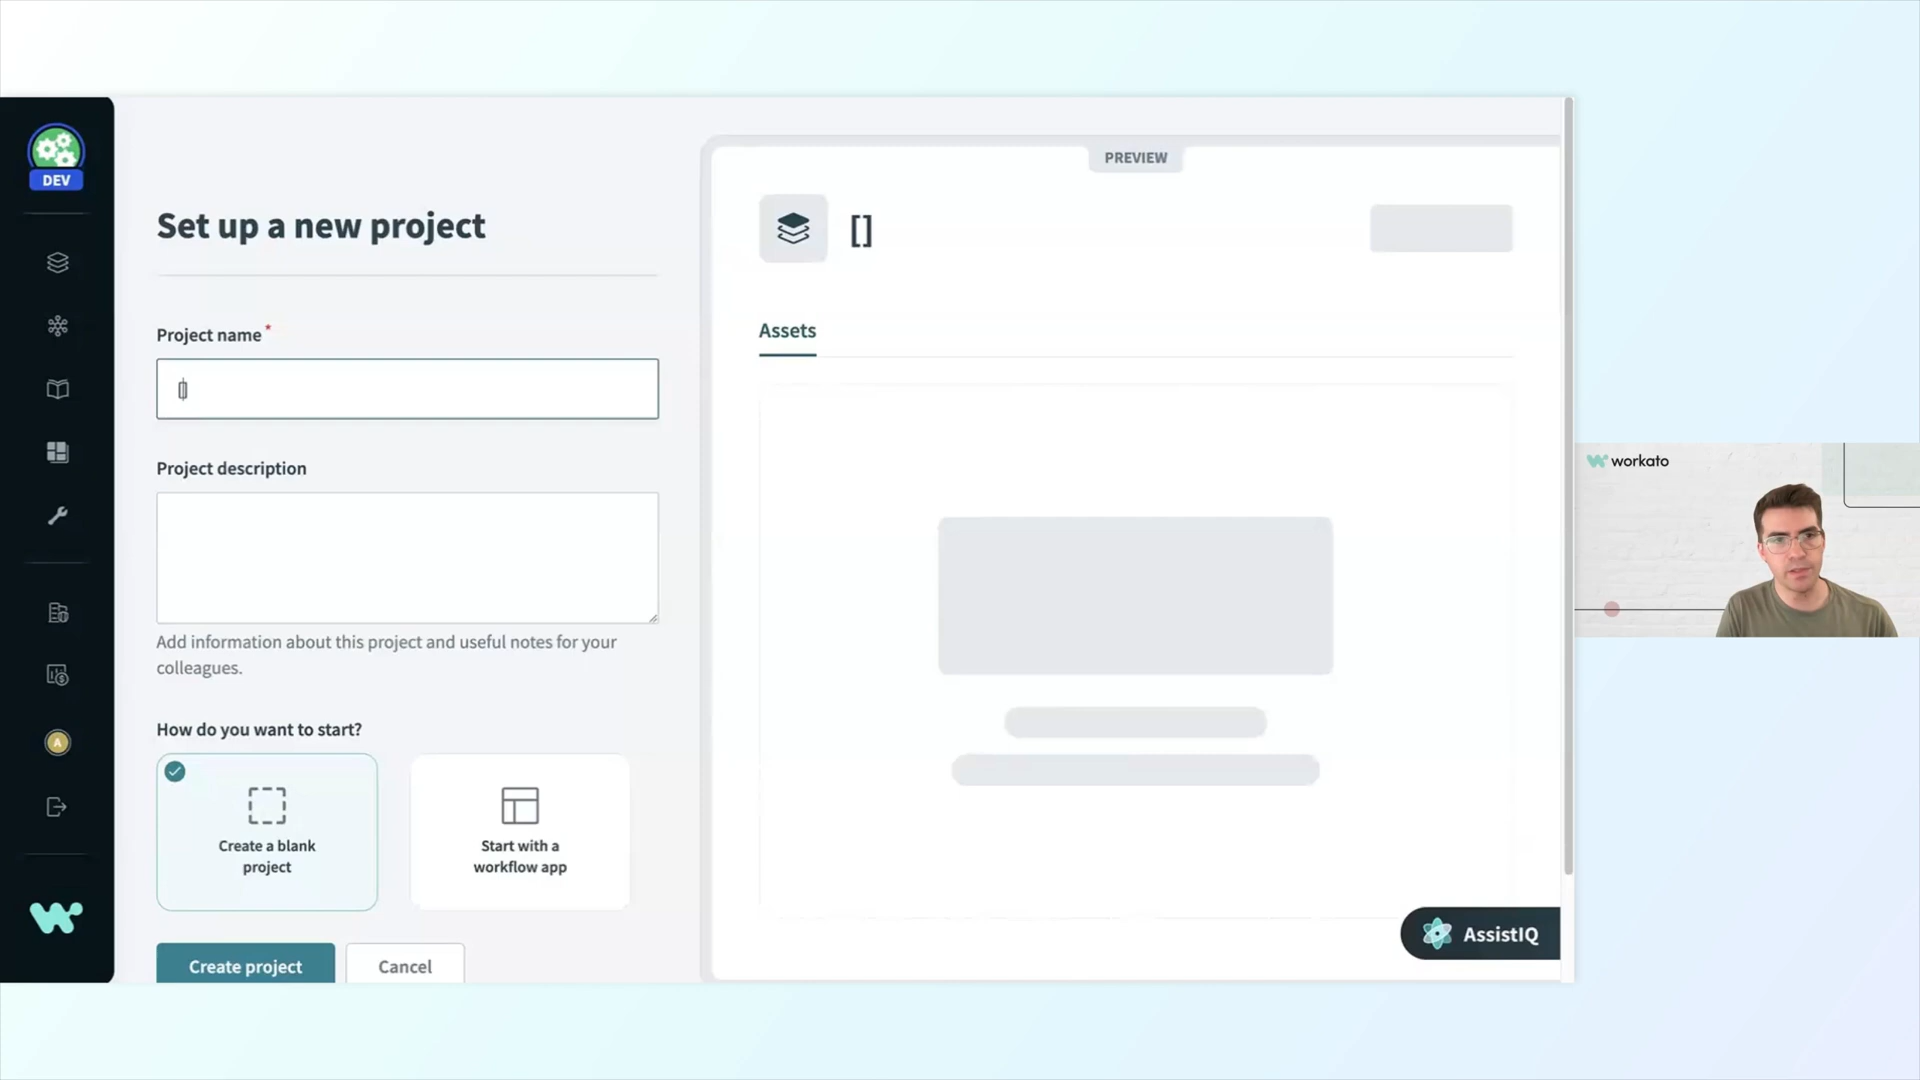 DEV
Set up a new project
Project name *
[]
Project description
Add information about this project and useful notes for your
colleagues.
How do you want to start?
Create a blank
project
Start with a
workflow app
Create project
Cancel
PREVIEW
[]
Assets
AssistIQ
workato
A